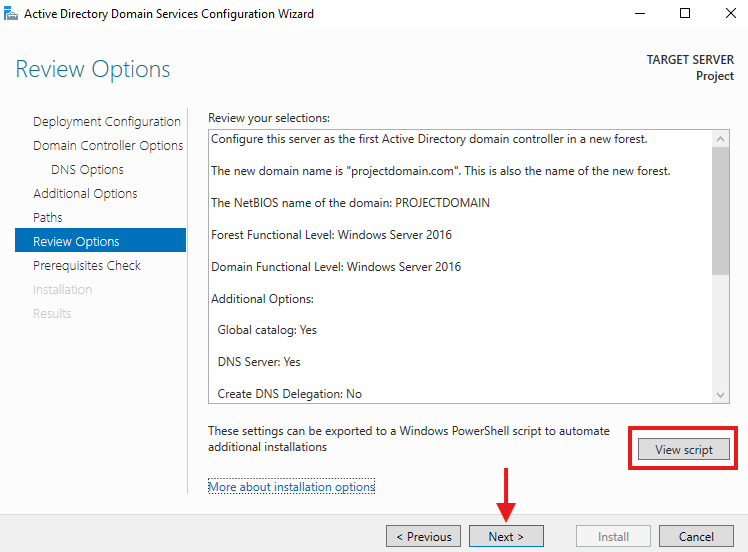 Active Directory Domain Services Configuration Wizard
Review Options
TARGET SERVER
Project
Deployment Configuration
Domain Controller Options
DNS Options
Additional Options
Paths
Review Options
Prerequisites Check
Installation
Results
Review your selections:
Configure this server as the first Active Directory domain controller in a new forest.
The new domain name is "projectdomain.com". This is also the name of the new forest.
The NetBIOS name of the domain: PROJECTDOMAIN
Forest Functional Level: Windows Server 2016
Domain Functional Level: Windows Server 2016
Additional Options:
Global catalog: Yes
DNS Server: Yes
Create DNS Delegation: No
These settings can be exported to a Windows PowerShell script to automate
additional installations
View script
More about installation options
< Previous
Next >
Install
Cancel